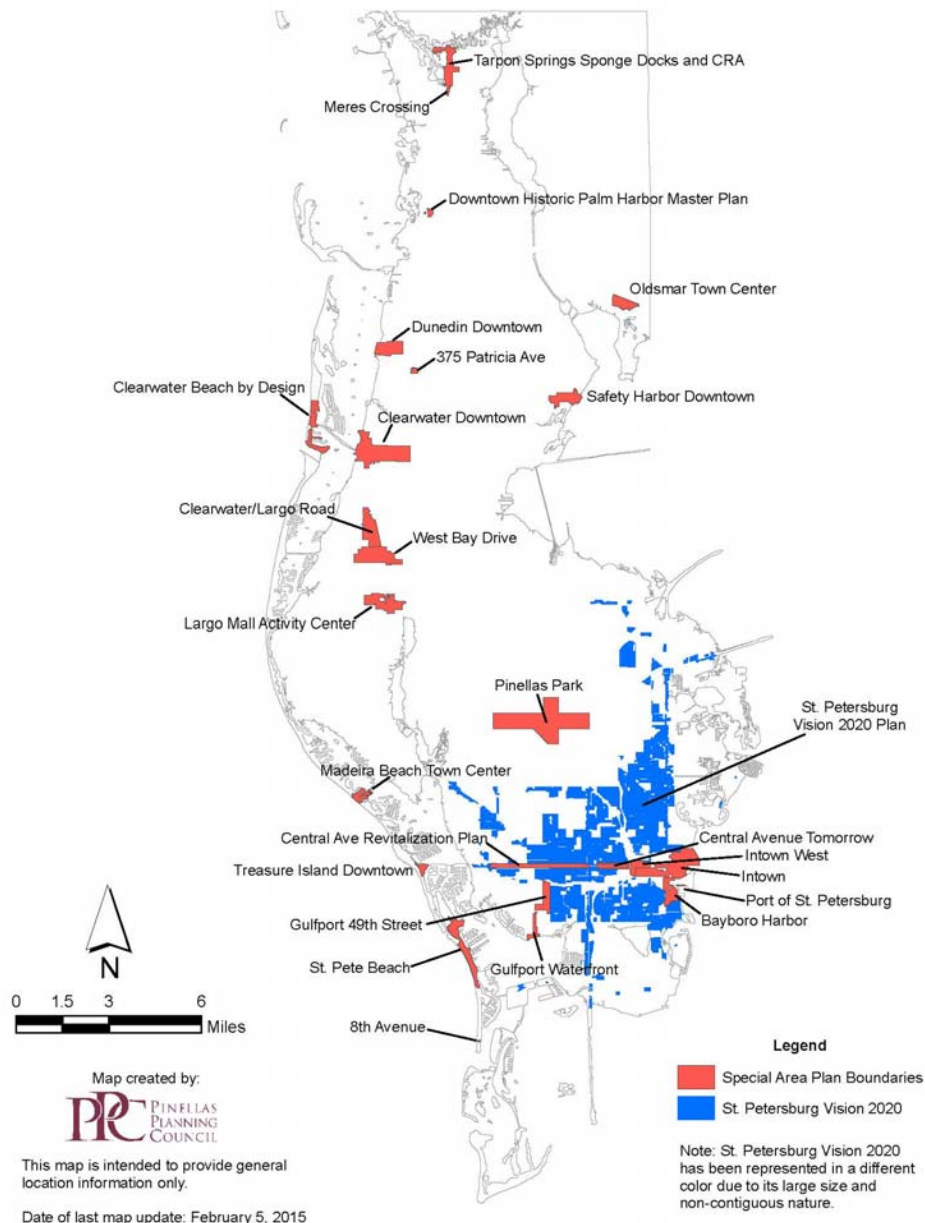 Tarpon Springs Sponge Docks and CRA
Meres Crossing
Downtown Historic Palm Harbor Master Plan
Oldsmar Town Center
Dunedin Downtown
375 Patricia Ave
Clearwater Beach by Design
Safety Harbor Downtown
Clearwater Downtown
Clearwater/Largo Road
West Bay Drive
Largo Mall Activity Center
Pinellas Park
St. Petersburg
Vision 2020 Plan
Madeira Beach Town Center
Central Ave Revitalization Plan
Central Avenue Tomorrow
Intown West
Treasure Island Downtown
Intown
Port of St. Petersburg
Gulfport 49th Street
Bayboro Harbor
St. Pete Beach
Gulfport Waterfront
N
0 1.5 3 6
Miles
8th Avenue
Legend
Special Area Plan Boundaries
St. Petersburg Vision 2020
Map created by:
PPC PINELLAS
PLANNING
COUNCIL
This map is intended to provide general
location information only.
Date of last map update: February 5, 2015
Note: St. Petersburg Vision 2020
has been represented in a different
color due to its large size and
non-contiguous nature.